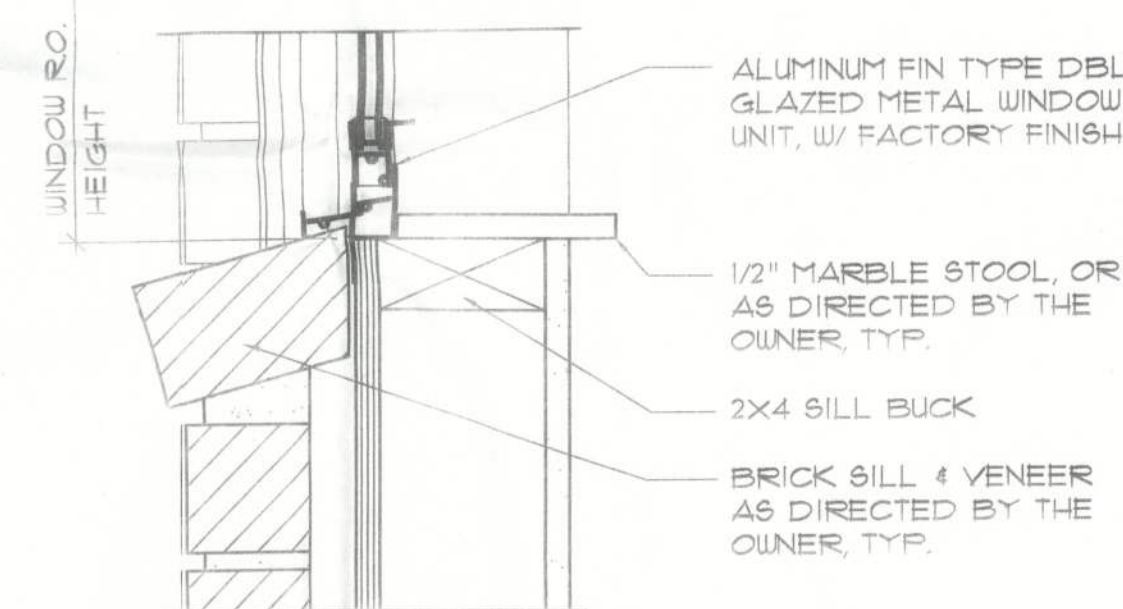 WINDOW R.O.
HEIGHT
ALUMINUM FIN TYPE DBL
GLAZED METAL WINDOW
UNIT, W/ FACTORY FINISH
1/2" MARBLE STOOL, OR
AS DIRECTED BY THE
OWNER, TYP.
2X4 SILL BUCK
BRICK SILL & VENEER
AS DIRECTED BY THE
OWNER, TYP.